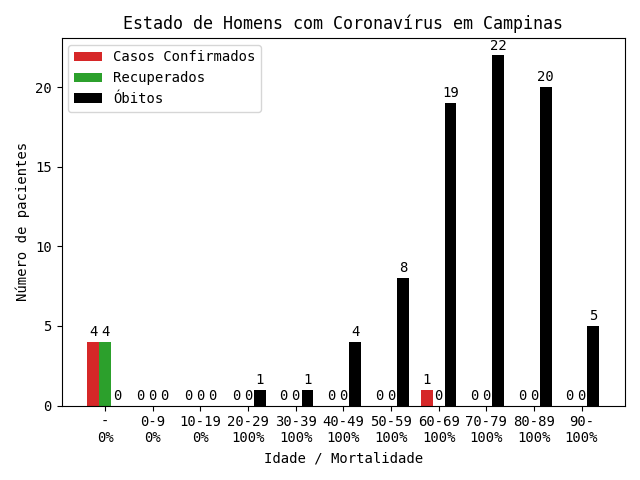 Estado de Homens com Coronavírus em Campinas
Casos Confirmados
Recuperados
Óbitos
Número de pacientes
20
15
10
5
0
4 4 0
0 0 0
0 0 0
0 0 1
0 0 1
0 0 4
0 0 8
1 0 19
0 0 22
0 0 20
0 0 5
- 0-9 10-19 20-29 30-39 40-49 50-59 60-69 70-79 80-89 90-
0% 0% 0% 100% 100% 100% 100% 100% 100% 100% 100%
Idade / Mortalidade